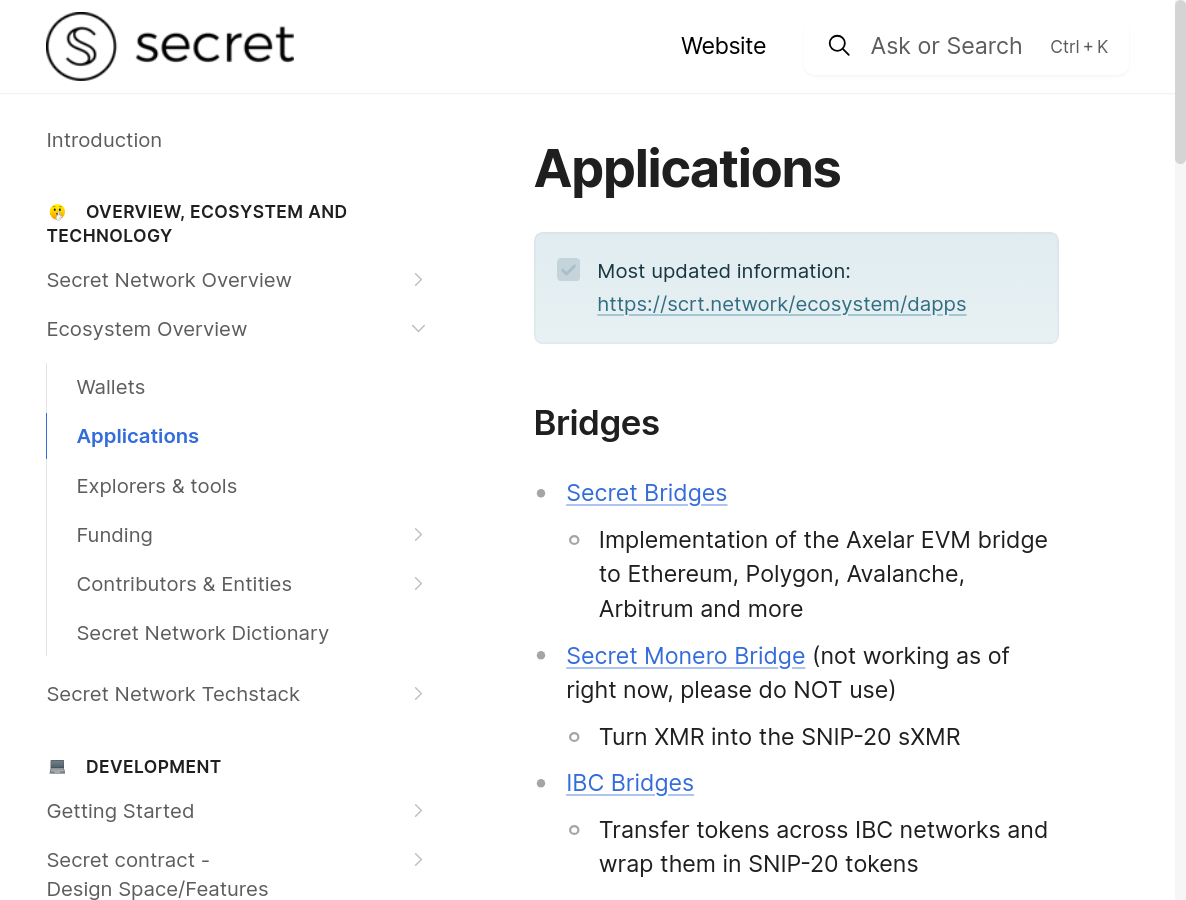 secret
Website
Ask or Search
Ctrl + K
Introduction
OVERVIEW, ECOSYSTEM AND
TECHNOLOGY
Secret Network Overview
Ecosystem Overview
Wallets
Applications
Explorers & tools
Funding
Contributors & Entities
Secret Network Dictionary
Secret Network Techstack
DEVELOPMENT
Getting Started
Secret contract -
Design Space/Features
Applications
Most updated information:
https://scrt.network/ecosystem/dapps
Bridges
Secret Bridges
Implementation of the Axelar EVM bridge
to Ethereum, Polygon, Avalanche,
Arbitrum and more
Secret Monero Bridge (not working as of
right now, please do NOT use)
Turn XMR into the SNIP-20 sXMR
IBC Bridges
Transfer tokens across IBC networks and
wrap them in SNIP-20 tokens